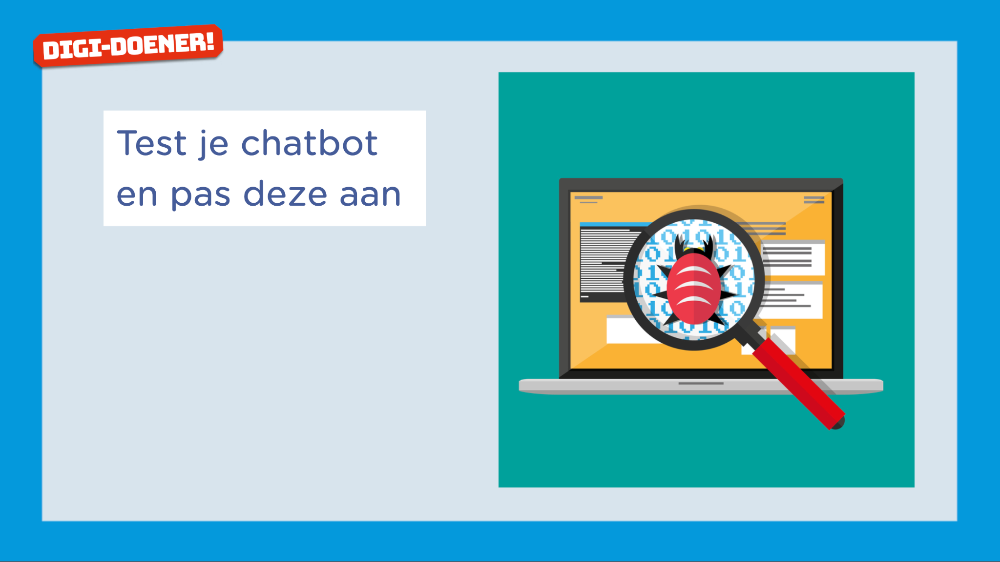 DIGI-DOENER!
Test je chatbot
en pas deze aan